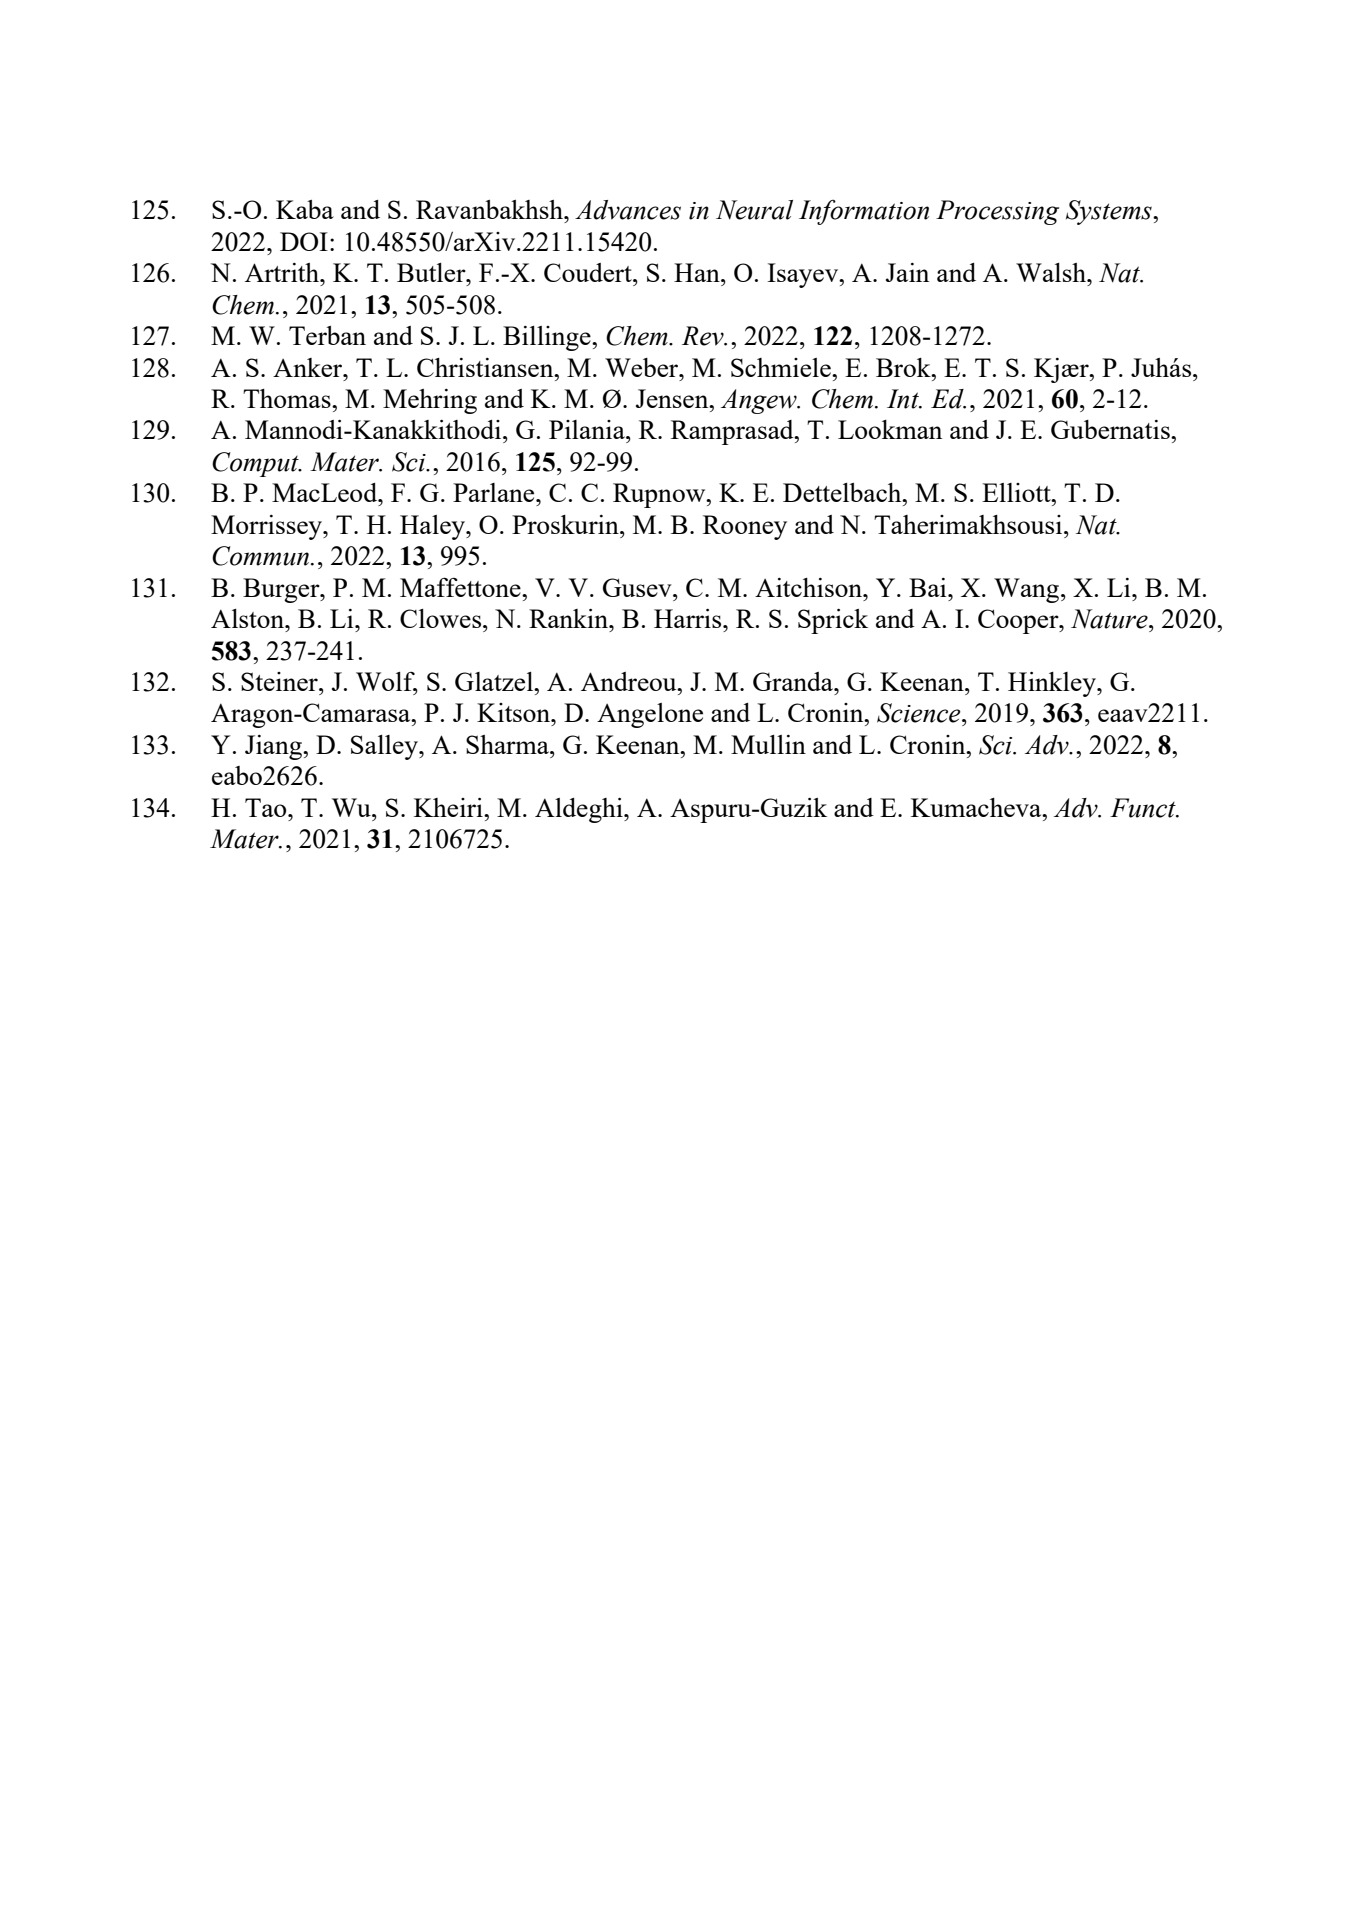 125. S.-O. Kaba and S. Ravanbakhsh, Advances in Neural Information Processing Systems,
2022, DOI: 10.48550/arXiv.2211.15420.
126. N. Artrith, K. T. Butler, F.-X. Coudert, S. Han, O. Isayev, A. Jain and A. Walsh, Nat.
Chem., 2021, 13, 505-508.
127. M. W. Terban and S. J. L. Billinge, Chem. Rev., 2022, 122, 1208-1272.
128. A. S. Anker, T. L. Christiansen, M. Weber, M. Schmiele, E. Brok, E. T. S. Kjær, P. Juhás,
R. Thomas, M. Mehring and K. M. Ø. Jensen, Angew. Chem. Int. Ed., 2021, 60, 2-12.
129. A. Mannodi-Kanakkithodi, G. Pilania, R. Ramprasad, T. Lookman and J. E. Gubernatis,
Comput. Mater. Sci., 2016, 125, 92-99.
130. B. P. MacLeod, F. G. Parlane, C. C. Rupnow, K. E. Dettelbach, M. S. Elliott, T. D.
Morrissey, T. H. Haley, O. Proskurin, M. B. Rooney and N. Taherimakhsousi, Nat.
Commun., 2022, 13, 995.
131. B. Burger, P. M. Maffettone, V. V. Gusev, C. M. Aitchison, Y. Bai, X. Wang, X. Li, B. M.
Alston, B. Li, R. Clowes, N. Rankin, B. Harris, R. S. Sprick and A. I. Cooper, Nature, 2020,
583, 237-241.
132. S. Steiner, J. Wolf, S. Glatzel, A. Andreou, J. M. Granda, G. Keenan, T. Hinkley, G.
Aragon-Camarasa, P. J. Kitson, D. Angelone and L. Cronin, Science, 2019, 363, eaav2211.
133. Y. Jiang, D. Salley, A. Sharma, G. Keenan, M. Mullin and L. Cronin, Sci. Adv., 2022, 8,
eabo2626.
134. H. Tao, T. Wu, S. Kheiri, M. Aldeghi, A. Aspuru-Guzik and E. Kumacheva, Adv. Funct.
Mater., 2021, 31, 2106725.